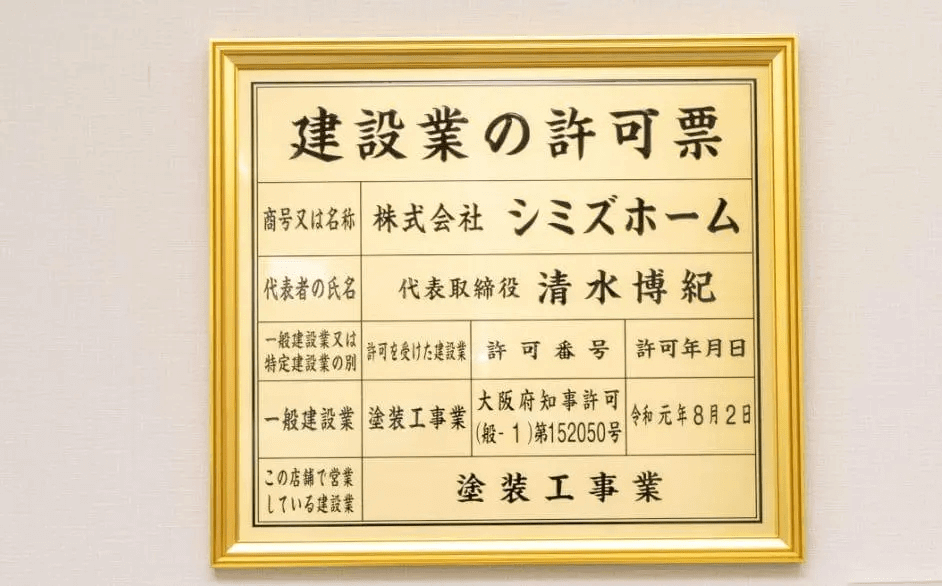 建設業の許可票
商号又は名称 株式会社 シミズホーム
代表者の氏名 代表取締役 清水博紀
一般建設業又は
特定建設業の別
許可を受けた建設業
許可番号
許可年月日
一般建設業
塗装工事業
大阪府知事許可
(般-1)第152050号
令和元年8月2日
この店舗で営業
している建設業
塗装工事業